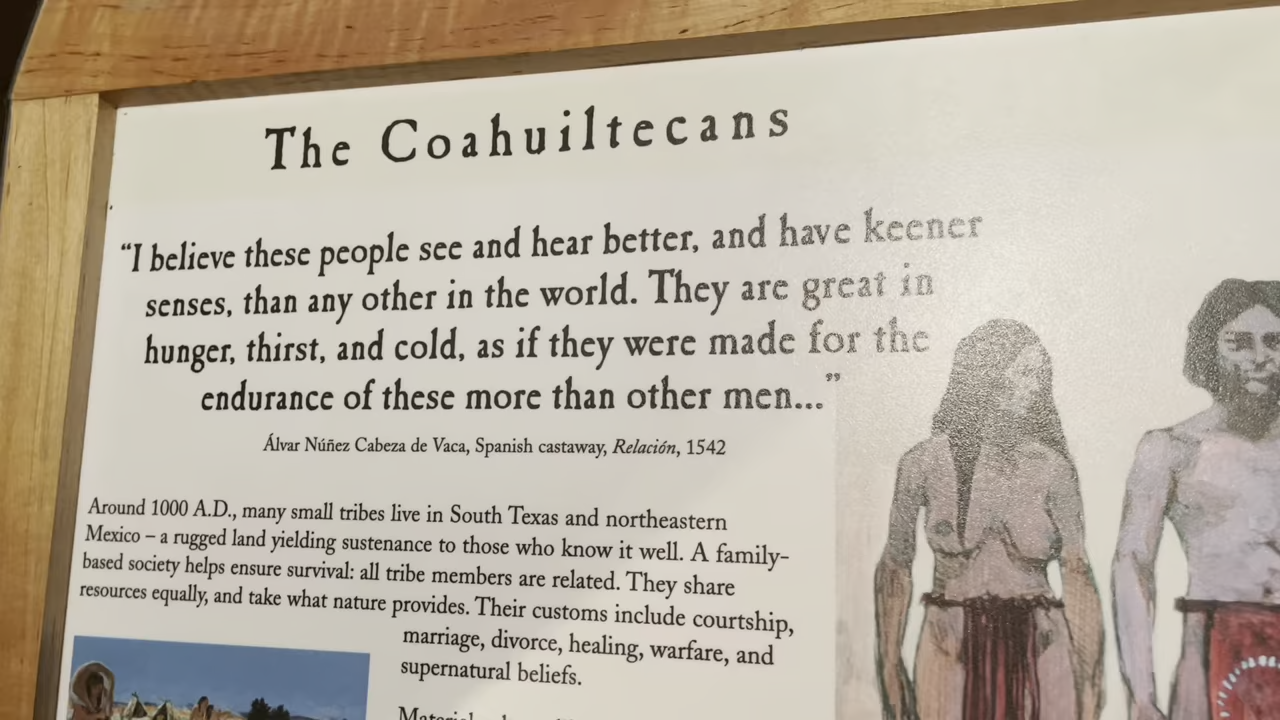 The Coahuiltecans
“I believe these people see and hear better, and have keener
senses, than any other in the world. They are great in
hunger, thirst, and cold, as if they were made for the
endurance of these more than other men...”
Álvar Núñez Cabeza de Vaca, Spanish castaway, Relación, 1542
Around 1000 A.D., many small tribes live in South Texas and northeastern
Mexico – a rugged land yielding sustenance to those who know it well. A family–
based society helps ensure survival: all tribe members are related. They share
resources equally, and take what nature provides. Their customs include courtship,
marriage, divorce, healing, warfare, and
supernatural beliefs.